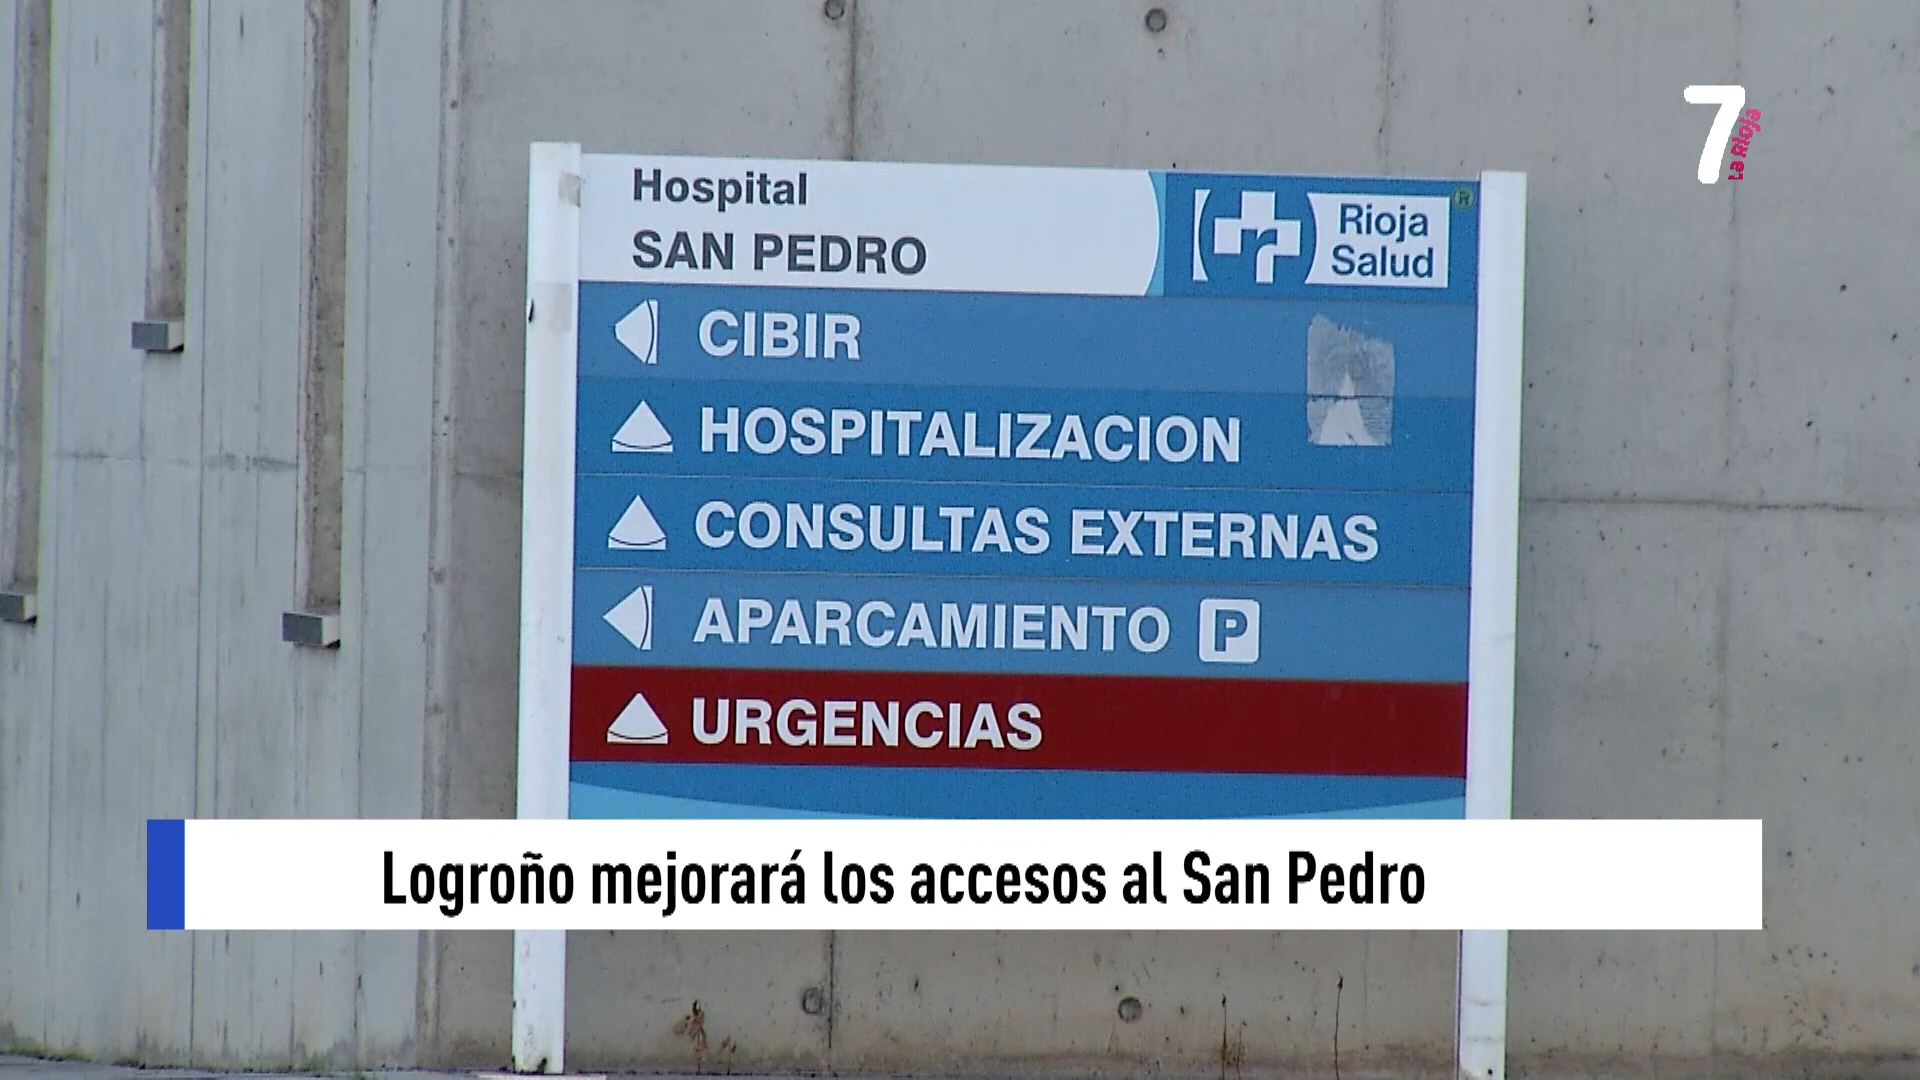 7
La Rioja
Hospital
SAN PEDRO
Rioja
Salud
®
CIBIR
HOSPITALIZACION
CONSULTAS EXTERNAS
APARCAMIENTO P
URGENCIAS
Logroño mejorará los accesos al San Pedro